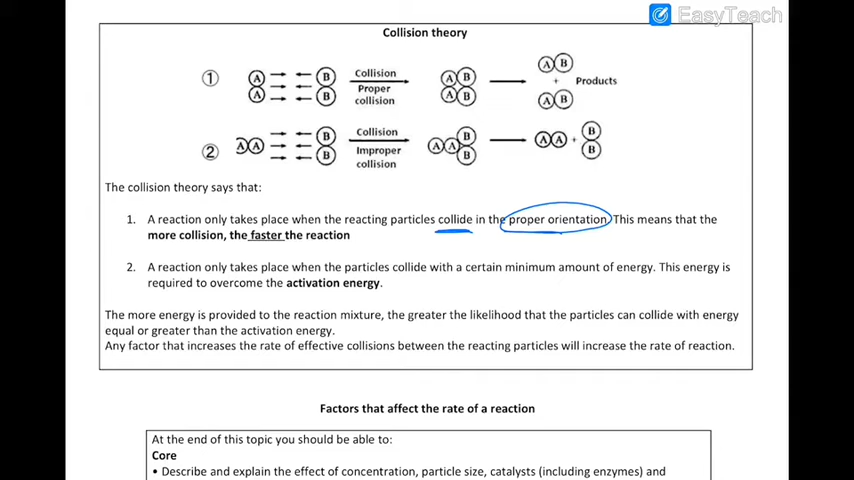 EasyTeach
Collision theory
① A A → ← B B Collision Proper collision A B A B → A B + A B Products
② A A → ← B B Collision Improper collision A A B B → A A + B B
The collision theory says that:
1. A reaction only takes place when the reacting particles collide in the proper orientation. This means that the
more collision, the faster the reaction
2. A reaction only takes place when the particles collide with a certain minimum amount of energy. This energy is
required to overcome the activation energy.
The more energy is provided to the reaction mixture, the greater the likelihood that the particles can collide with energy
equal or greater than the activation energy.
Any factor that increases the rate of effective collisions between the reacting particles will increase the rate of reaction.
Factors that affect the rate of a reaction
At the end of this topic you should be able to:
Core
• Describe and explain the effect of concentration, particle size, catalysts (including enzymes) and